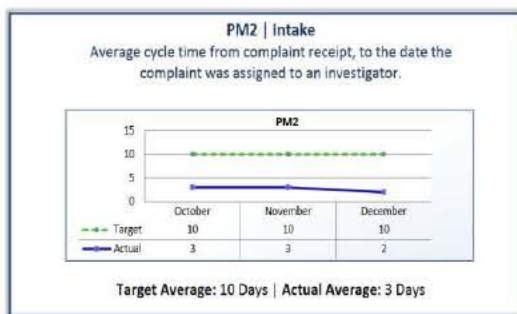 PM2 | Intake
Average cycle time from complaint receipt, to the date the
complaint was assigned to an investigator.
PM2
15
10
5
0
October November December
Target 10 10 10
Actual 3 3 2
Target Average: 10 Days | Actual Average: 3 Days